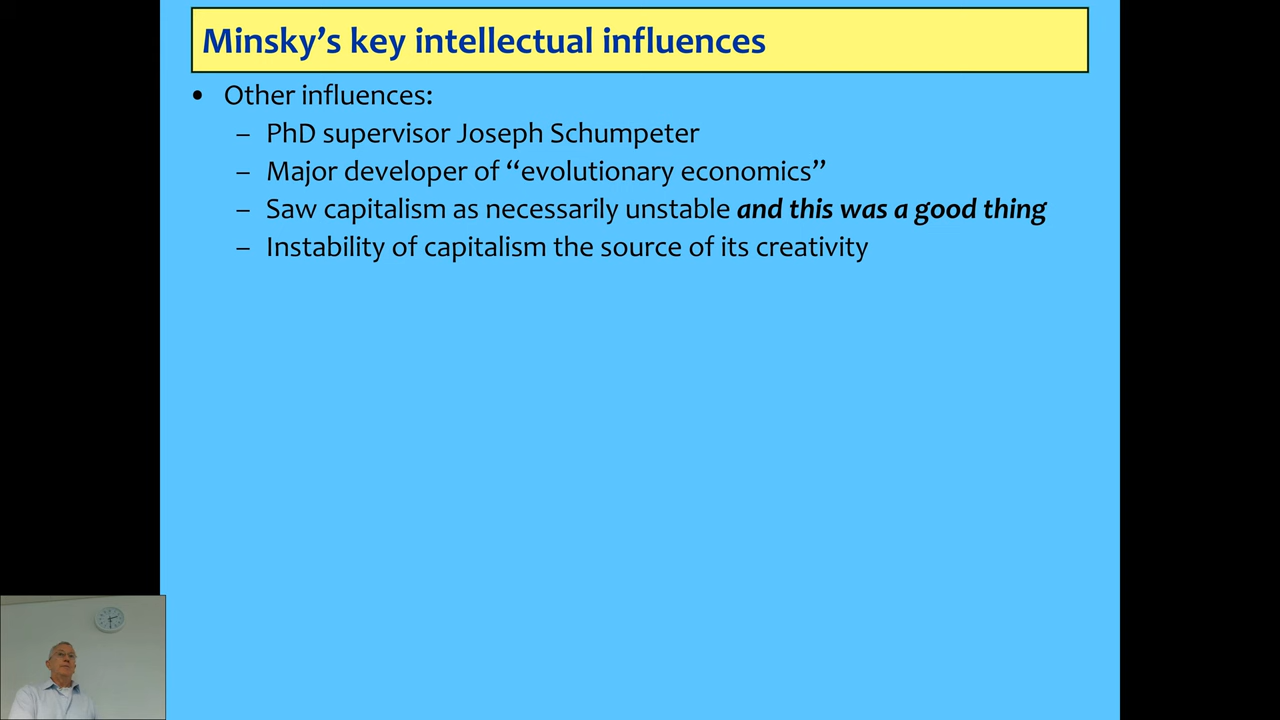 Minsky’s key intellectual influences
• Other influences:
– PhD supervisor Joseph Schumpeter
– Major developer of “evolutionary economics”
– Saw capitalism as necessarily unstable and this was a good thing
– Instability of capitalism the source of its creativity